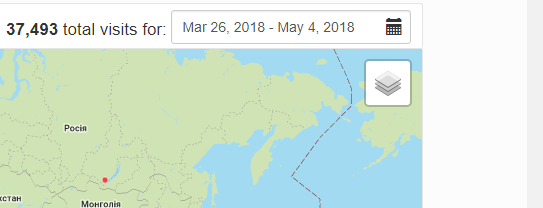 37,493 total visits for: Mar 26, 2018 - May 4, 2018
Росія
хстан
Монголія